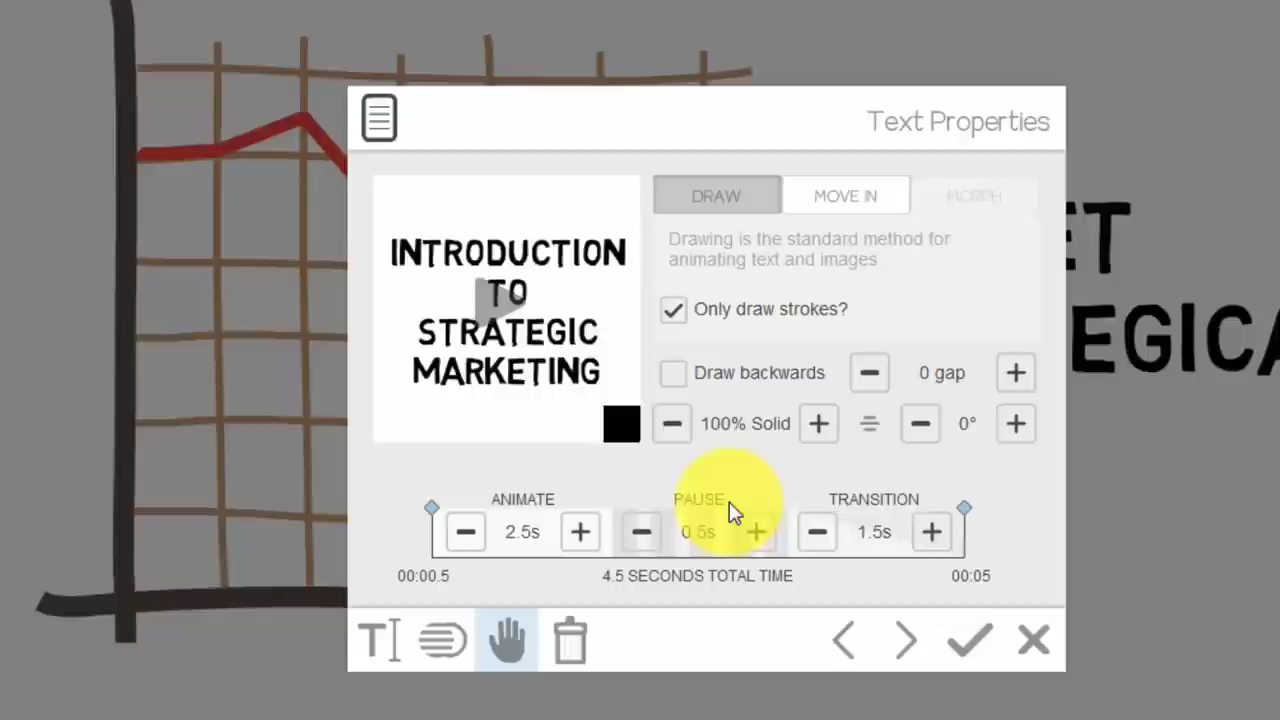 Text Properties
INTRODUCTION
TO
STRATEGIC
MARKETING
DRAW
MOVE IN
MORPH
Drawing is the standard method for
animating text and images
Only draw strokes?
Draw backwards
0 gap
100% Solid
0°
ANIMATE
PAUSE
TRANSITION
2.5s
0.5s
1.5s
00:00.5
4.5 SECONDS TOTAL TIME
00:05
T
ET
EGICA